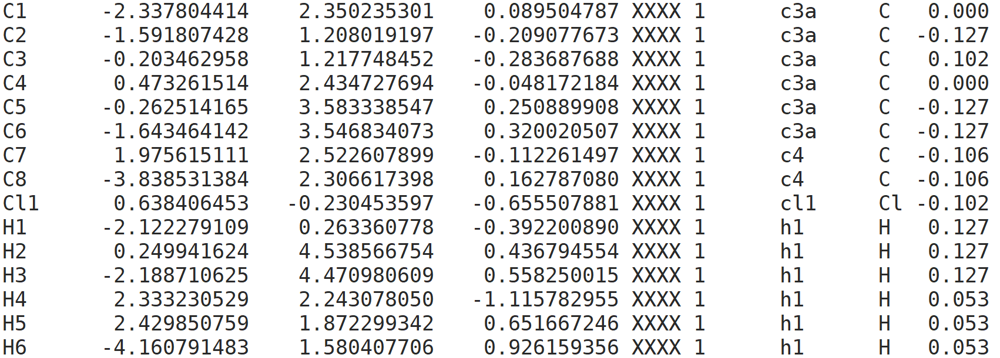 C1 -2.337804414 2.350235301 0.089504787 XXXX 1 c3a C 0.000
C2 -1.591807428 1.208019197 -0.209077673 XXXX 1 c3a C -0.127
C3 -0.203462958 1.217748452 -0.283687688 XXXX 1 c3a C 0.102
C4 0.473261514 2.434727694 -0.048172184 XXXX 1 c3a C 0.000
C5 -0.262514165 3.583338547 0.250889908 XXXX 1 c3a C -0.127
C6 -1.643464142 3.546834073 0.320020507 XXXX 1 c3a C -0.127
C7 1.975615111 2.522607899 -0.112261497 XXXX 1 c4 C -0.106
C8 -3.838531384 2.306617398 0.162787080 XXXX 1 c4 C -0.106
Cl1 0.638406453 -0.230453597 -0.655507881 XXXX 1 cl1 Cl -0.102
H1 -2.122279109 0.263360778 -0.392200890 XXXX 1 h1 H 0.127
H2 0.249941624 4.538566754 0.436794554 XXXX 1 h1 H 0.127
H3 -2.188710625 4.470980609 0.558250015 XXXX 1 h1 H 0.127
H4 2.333230529 2.243078050 -1.115782955 XXXX 1 h1 H 0.053
H5 2.429850759 1.872299342 0.651667246 XXXX 1 h1 H 0.053
H6 -4.160791483 1.580407706 0.926159356 XXXX 1 h1 H 0.053